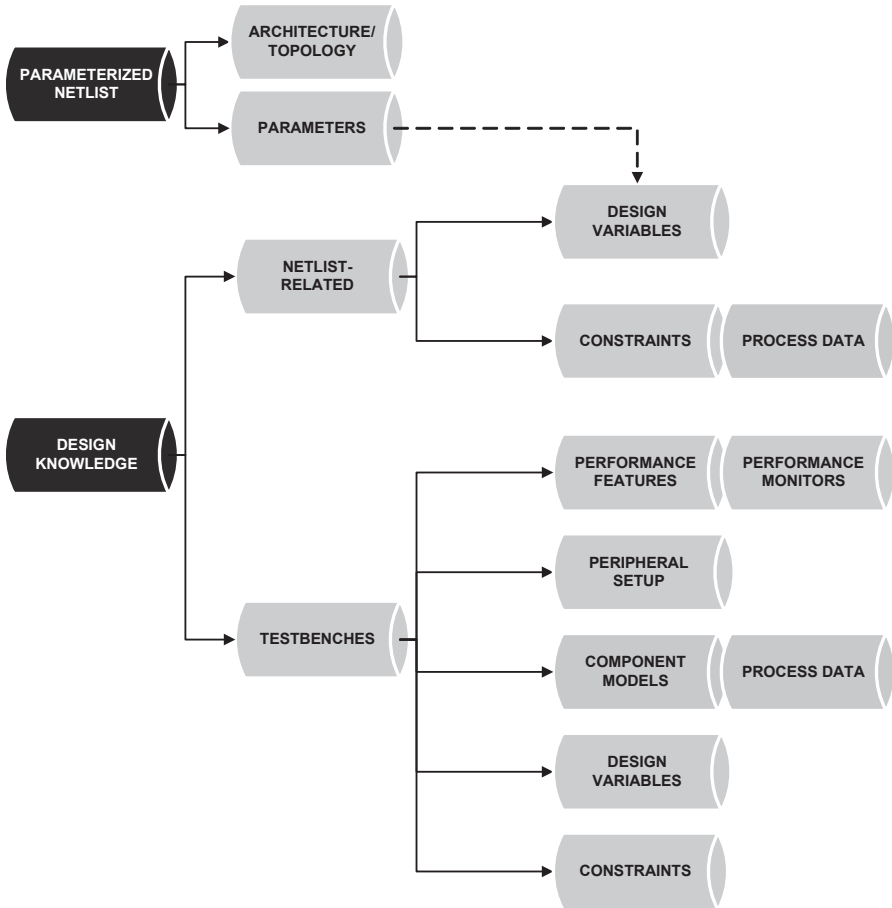 ARCHITECTURE/
TOPOLOGY
PARAMETERIZED
NETLIST
PARAMETERS
DESIGN
VARIABLES
NETLIST-
RELATED
CONSTRAINTS
PROCESS DATA
DESIGN
KNOWLEDGE
PERFORMANCE
FEATURES
PERFORMANCE
MONITORS
PERIPHERAL
SETUP
TESTBENCHES
COMPONENT
MODELS
PROCESS DATA
DESIGN
VARIABLES
CONSTRAINTS